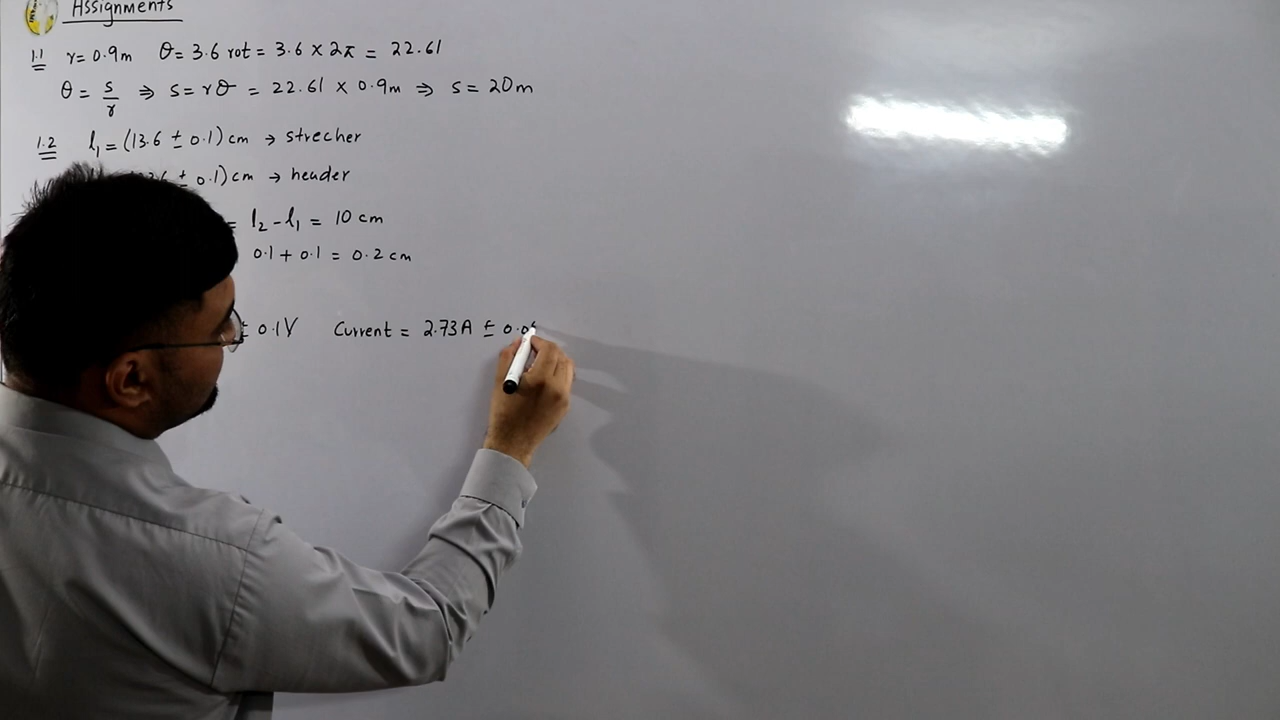 Assignments
1.1 r= 0.9m θ= 3.6 rot = 3.6 × 2π = 22.61
θ = s/r ⇒ s= rθ = 22.61 × 0.9m ⇒ s= 20m
1.2 l₁ = (13.6 ± 0.1) cm → strecher
± 0.1) cm → header
= l₂ - l₁ = 10 cm
0.1 + 0.1 = 0.2 cm
± 0.1V Current = 2.73A ± 0.0